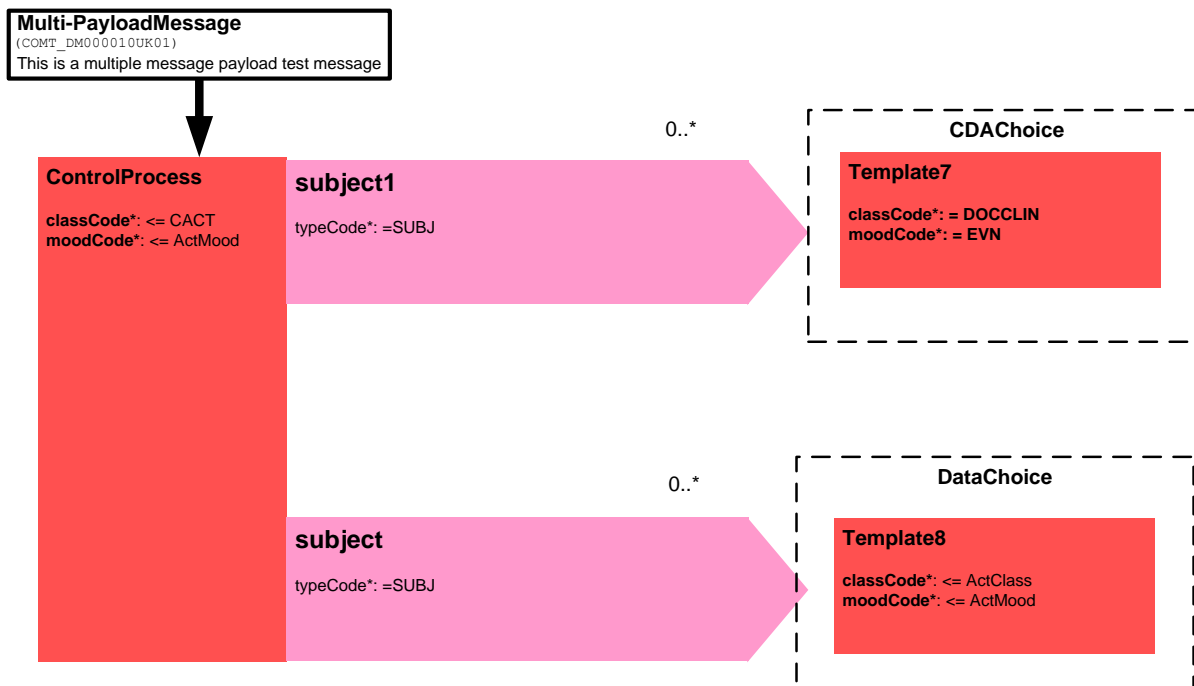 Multi-PayloadMessage
(COMT_DM000010UK01)
This is a multiple message payload test message
ControlProcess
classCode*: <= CACT
moodCode*: <= ActMood
subject1
typeCode*: =SUBJ
0..*
CDAChoice
Template7
classCode*: = DOCCLIN
moodCode*: = EVN
subject
typeCode*: =SUBJ
0..*
DataChoice
Template8
classCode*: <= ActClass
moodCode*: <= ActMood